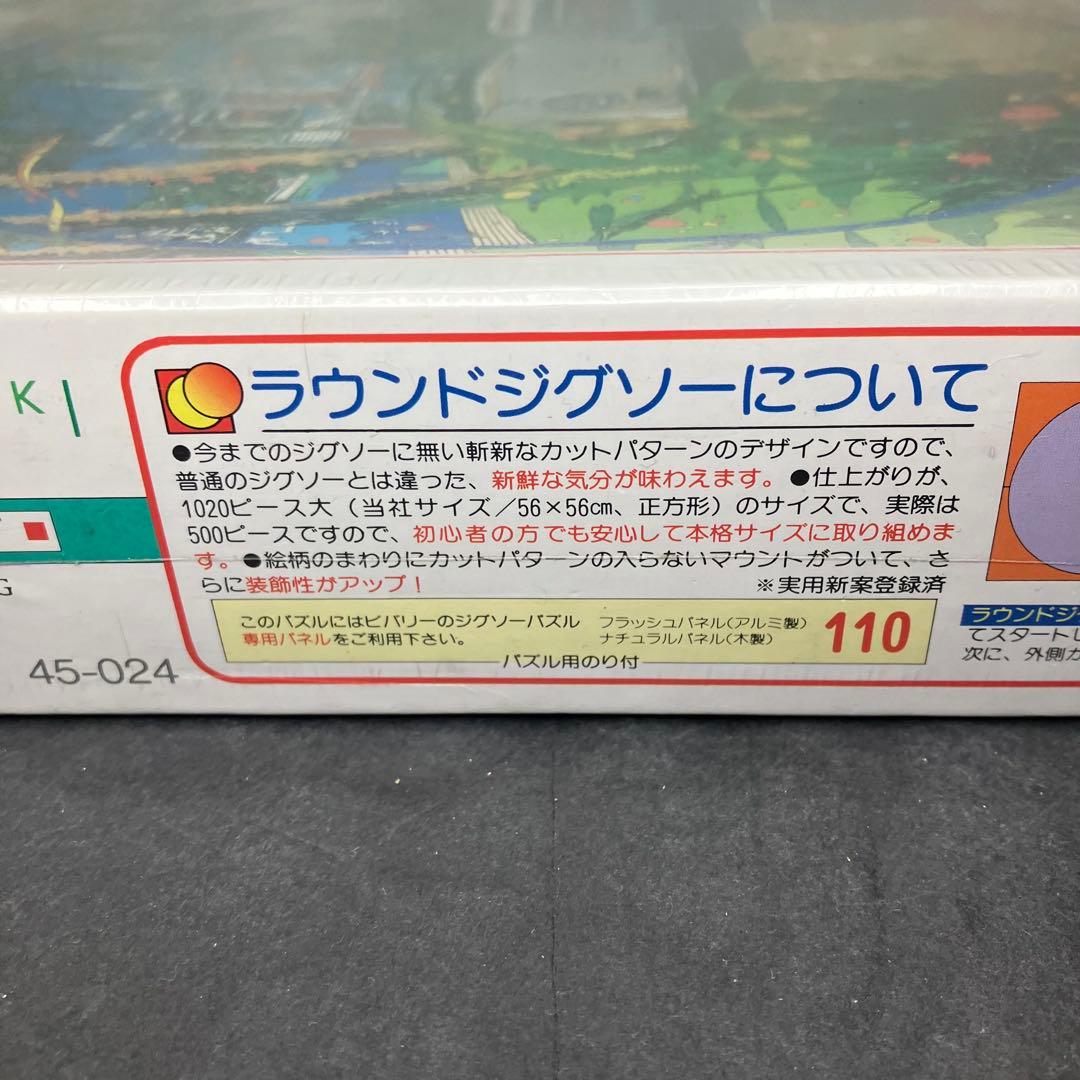 K
ラウンドジグソーについて
●今までのジグソーに無い斬新なカットパターンのデザインですので、
普通のジグソーとは違った、新鮮な気分が味わえます。●仕上がりが、
1020ピース大（当社サイズ／56×56cm、正方形）のサイズで、実際は
500ピースですので、初心者の方でも安心して本格サイズに取り組めま
す。●絵柄のまわりにカットパターンの入らないマウントがついて、さ
らに装飾性がアップ！ ※実用新案登録済
G
このパズルにはビバリーのジグソーパズル
専用パネルをご利用下さい。
フラッシュパネル(アルミ製)
ナチュラルパネル(木製)
110
パズル用のり付
45-024
ラウンドジ
てスタートし
次に、外側か